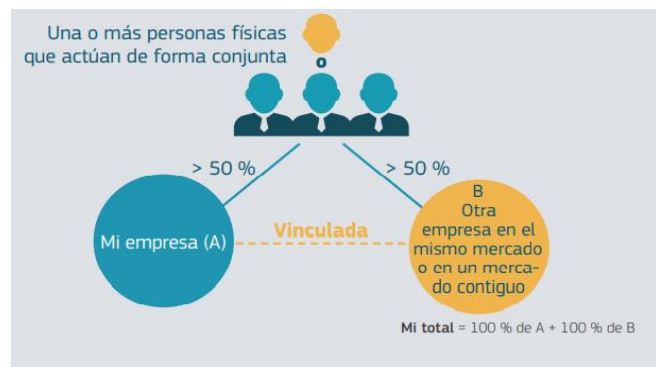 Una o más personas físicas
que actúan de forma conjunta
o
> 50 %
> 50 %
Mi empresa (A)
Vinculada
B
Otra
empresa en el
mismo mercado
o en un merca-
do contiguo
Mi total = 100 % de A + 100 % de B